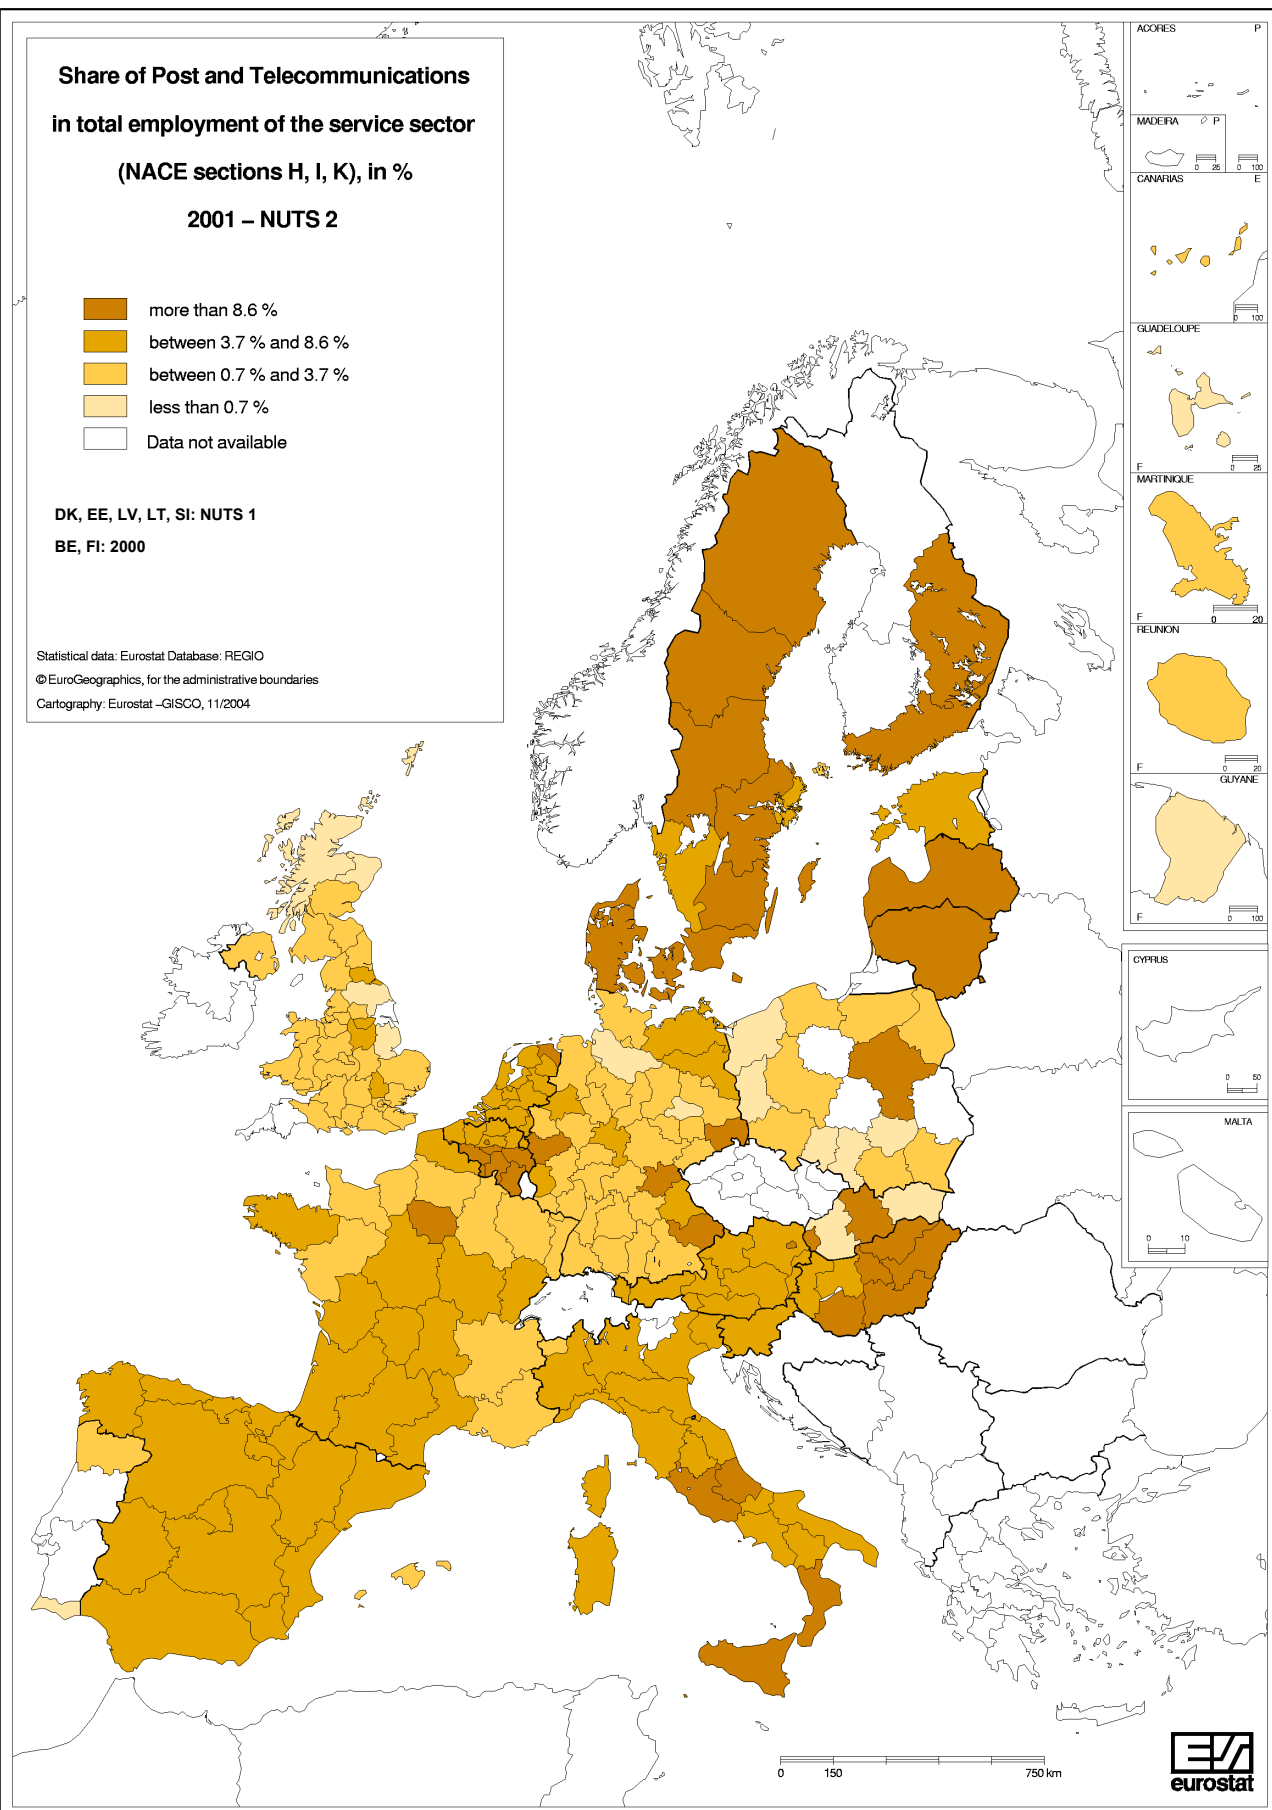 Share of Post and Telecommunications
in total employment of the service sector
(NACE sections H, I, K), in %
2001 – NUTS 2
more than 8.6 %
between 3.7 % and 8.6 %
between 0.7 % and 3.7 %
less than 0.7 %
Data not available
DK, EE, LV, LT, SI: NUTS 1
BE, FI: 2000
Statistical data: Eurostat Database: REGIO
© EuroGeographics, for the administrative boundaries
Cartography: Eurostat –GISCO, 11/2004
ACORES P
MADEIRA P
0 25 0 100
CANARIAS E
0 100
GUADELOUPE
F 0 25
MARTINIQUE
F 0 20
REUNION
F 0 20
GUYANE
F 0 100
CYPRUS
0 50
MALTA
0 10
0 150 750 km
eurostat